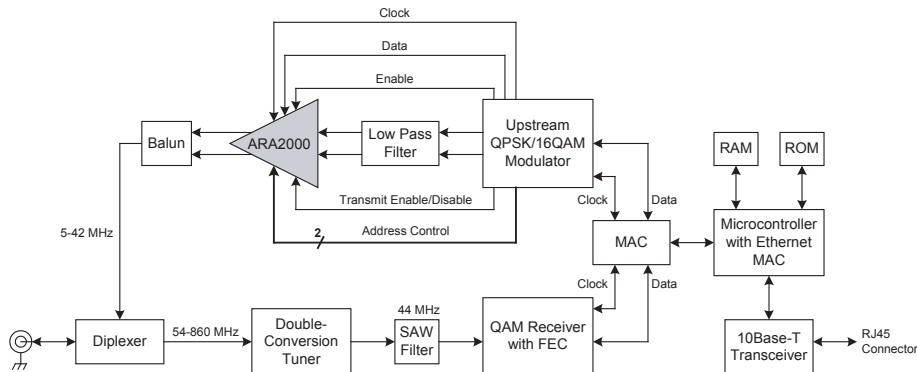 Clock
Data
Enable
Balun
ARA2000
Low Pass
Filter
Upstream
QPSK/16QAM
Modulator
RAM
ROM
Transmit Enable/Disable
Clock
Data
2
Address Control
5-42 MHz
MAC
Microcontroller
with Ethernet
MAC
Clock
Data
44 MHz
Diplexer
54-860 MHz
Double-
Conversion
Tuner
SAW
Filter
QAM Receiver
with FEC
10Base-T
Transceiver
RJ45
Connector